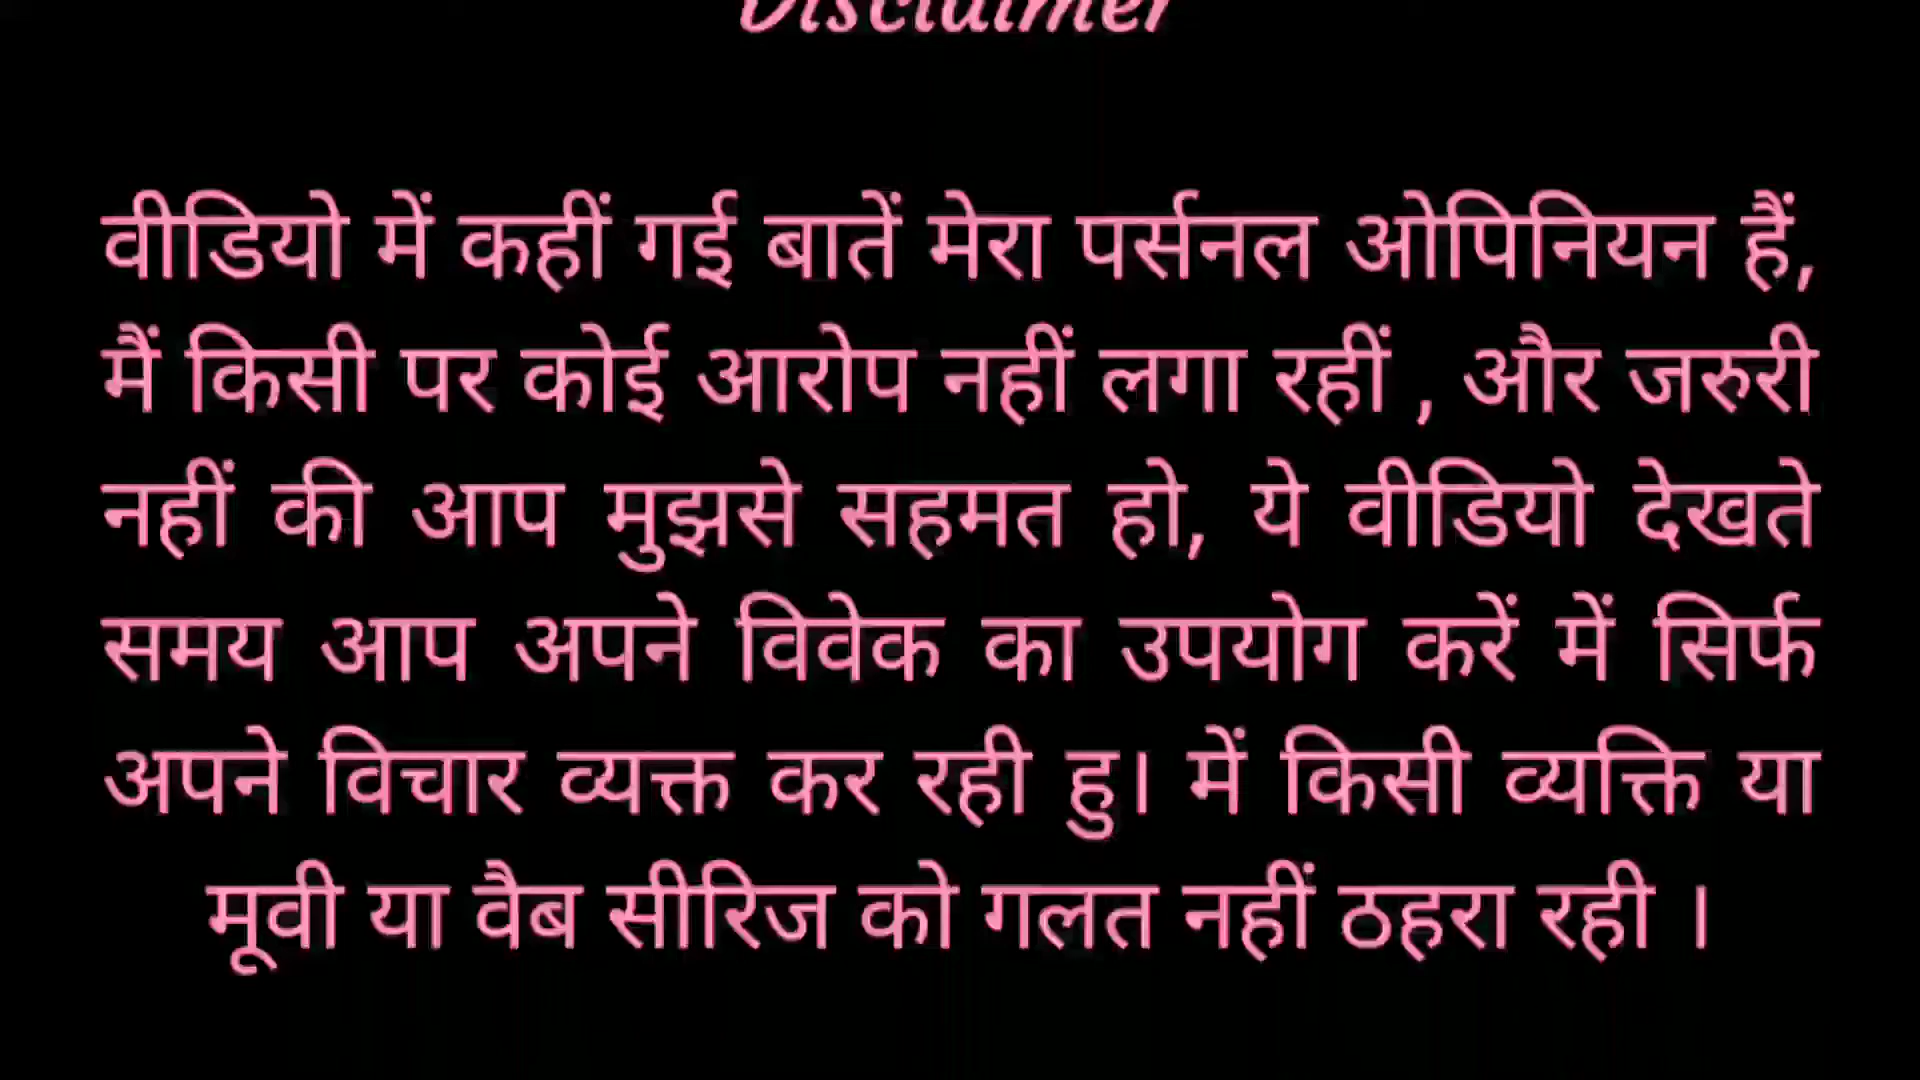 Disclaimer
वीडियो में कहीं गई बातें मेरा पर्सनल ओपिनियन हैं,
मैं किसी पर कोई आरोप नहीं लगा रहीं , और जरुरी
नहीं की आप मुझसे सहमत हो, ये वीडियो देखते
समय आप अपने विवेक का उपयोग करें में सिर्फ
अपने विचार व्यक्त कर रही हु। में किसी व्यक्ति या
मूवी या वैब सीरिज को गलत नहीं ठहरा रही ।